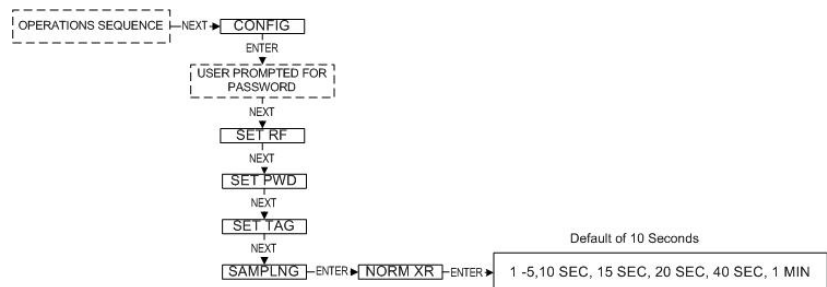 OPERATIONS SEQUENCE
NEXT
CONFIG
ENTER
USER PROMPTED FOR
PASSWORD
NEXT
SET RF
NEXT
SET PWD
NEXT
SET TAG
NEXT
Default of 10 Seconds
SAMPLNG
ENTER
NORM XR
ENTER
1 -5,10 SEC, 15 SEC, 20 SEC, 40 SEC, 1 MIN